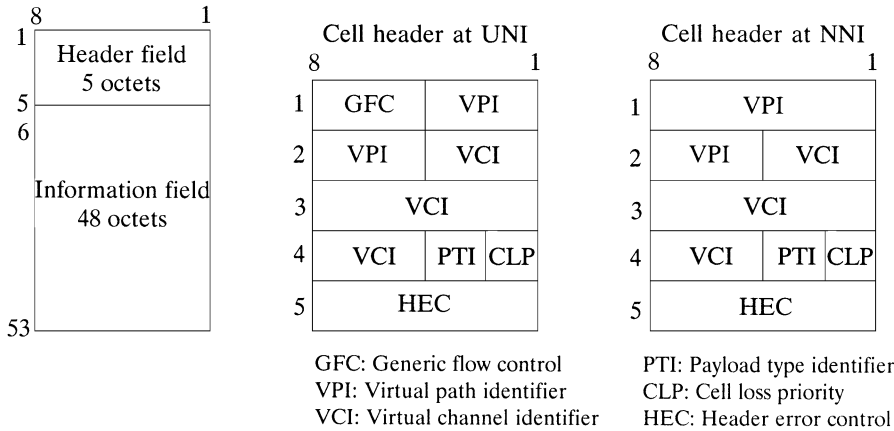 8 1
1
Header field
5 octets
5
6
Information field
48 octets
53
Cell header at UNI
8 1
1 GFC VPI
2 VPI VCI
3 VCI
4 VCI PTI CLP
5 HEC
GFC: Generic flow control
VPI: Virtual path identifier
VCI: Virtual channel identifier
Cell header at NNI
8 1
1 VPI
2 VPI VCI
3 VCI
4 VCI PTI CLP
5 HEC
PTI: Payload type identifier
CLP: Cell loss priority
HEC: Header error control